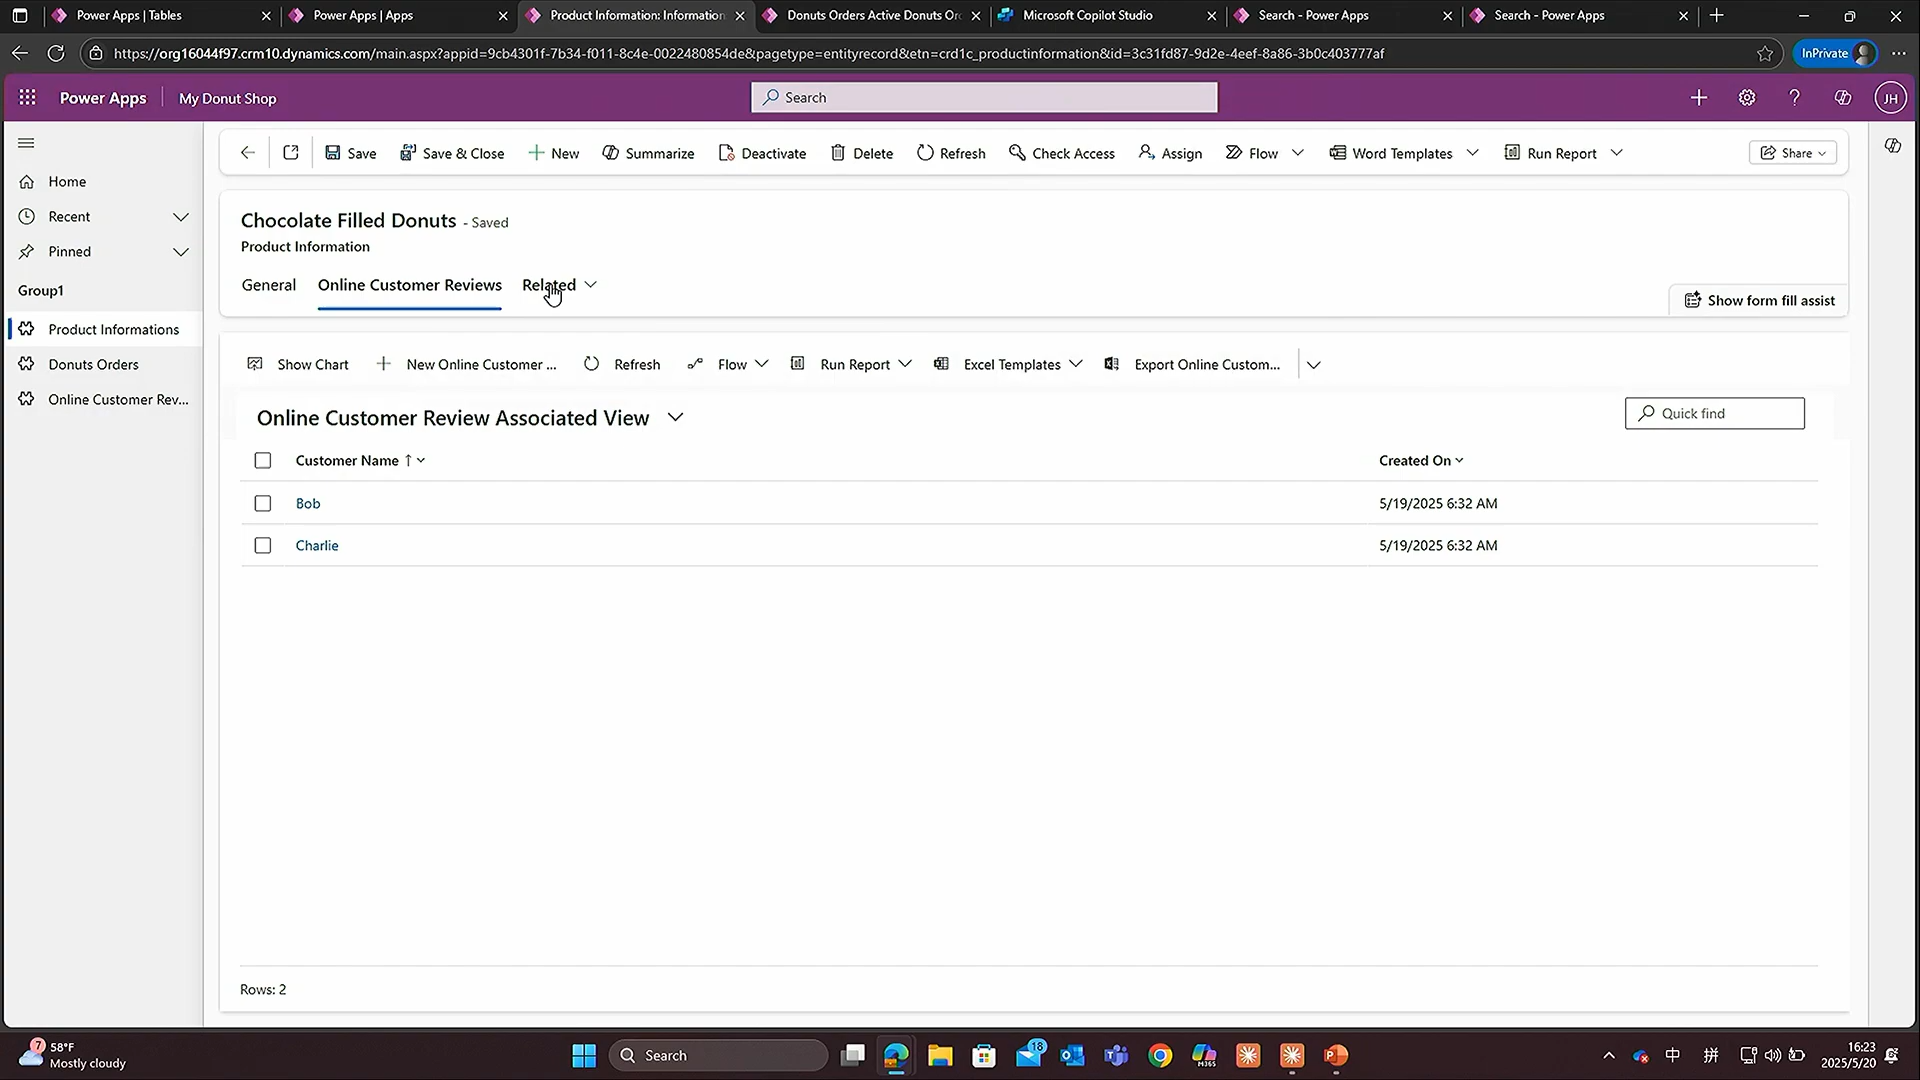 Power Apps | Tables
Power Apps | Apps
Product Information: Information
Donuts Orders Active Donuts Or
Microsoft Copilot Studio
Search - Power Apps
Search - Power Apps
https://org16044f97.crm10.dynamics.com/main.aspx?appid=9cb4301f-7b34-f011-8c4e-0022480854de&pagetype=entityrecord&etn=crd1c_productinformation&id=3c31fd87-9d2e-4eef-8a86-3b0c403777af
InPrivate
Power Apps
My Donut Shop
Search
JH
Home
Recent
Pinned
Group1
Product Informations
Donuts Orders
Online Customer Rev...
Save
Save & Close
New
Summarize
Deactivate
Delete
Refresh
Check Access
Assign
Flow
Word Templates
Run Report
Share
Chocolate Filled Donuts - Saved
Product Information
General
Online Customer Reviews
Related
Show form fill assist
Show Chart
New Online Customer ...
Refresh
Flow
Run Report
Excel Templates
Export Online Custom...
Online Customer Review Associated View
Quick find
Customer Name ↑
Created On
Bob
5/19/2025 6:32 AM
Charlie
5/19/2025 6:32 AM
Rows: 2
7
58°F
Mostly cloudy
Search
18
M365
中
拼
16:23
2025/5/20